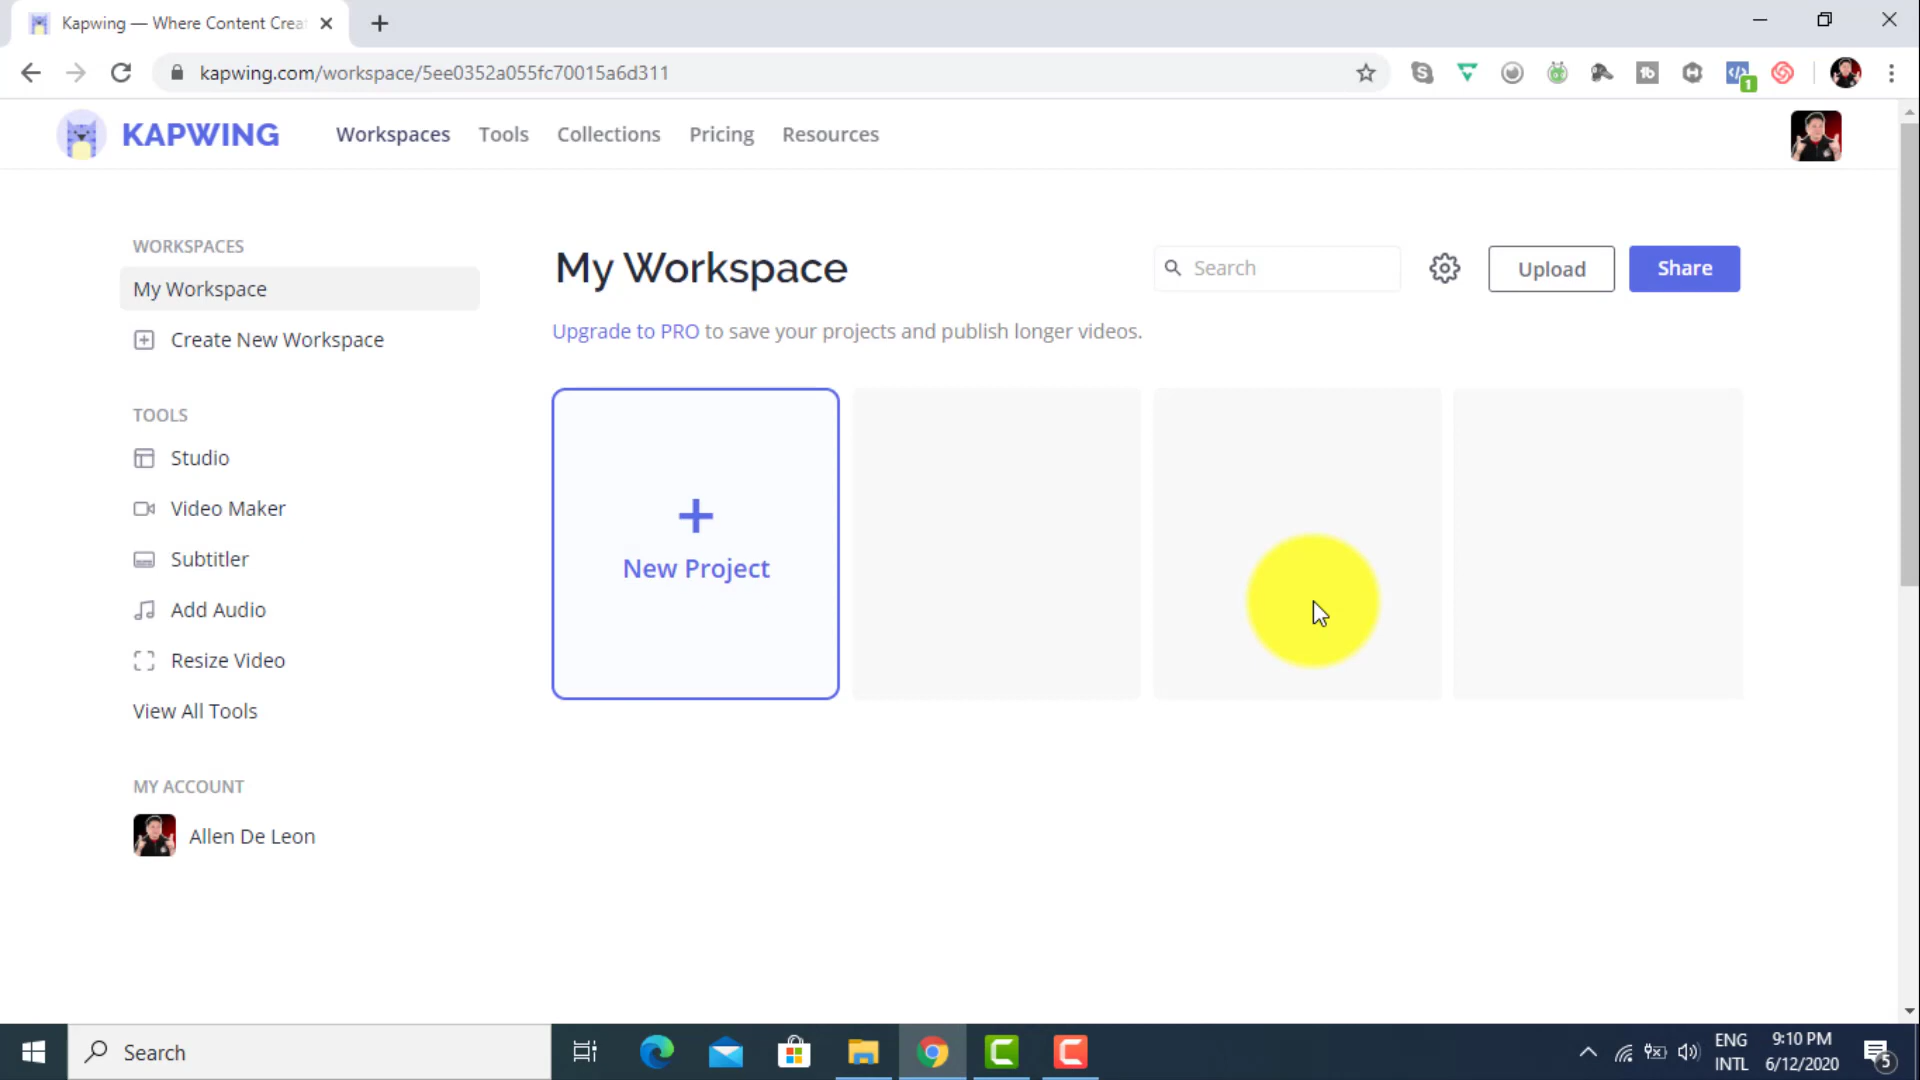 Kapwing — Where Content Crea
kapwing.com/workspace/5ee0352a055fc70015a6d311
1
KAPWING
Workspaces
Tools
Collections
Pricing
Resources
WORKSPACES
My Workspace
Create New Workspace
TOOLS
Studio
Video Maker
Subtitler
Add Audio
Resize Video
View All Tools
MY ACCOUNT
Allen De Leon
My Workspace
Search
Upload
Share
Upgrade to PRO to save your projects and publish longer videos.
New Project
Search
ENG
INTL
9:10 PM
6/12/2020
5